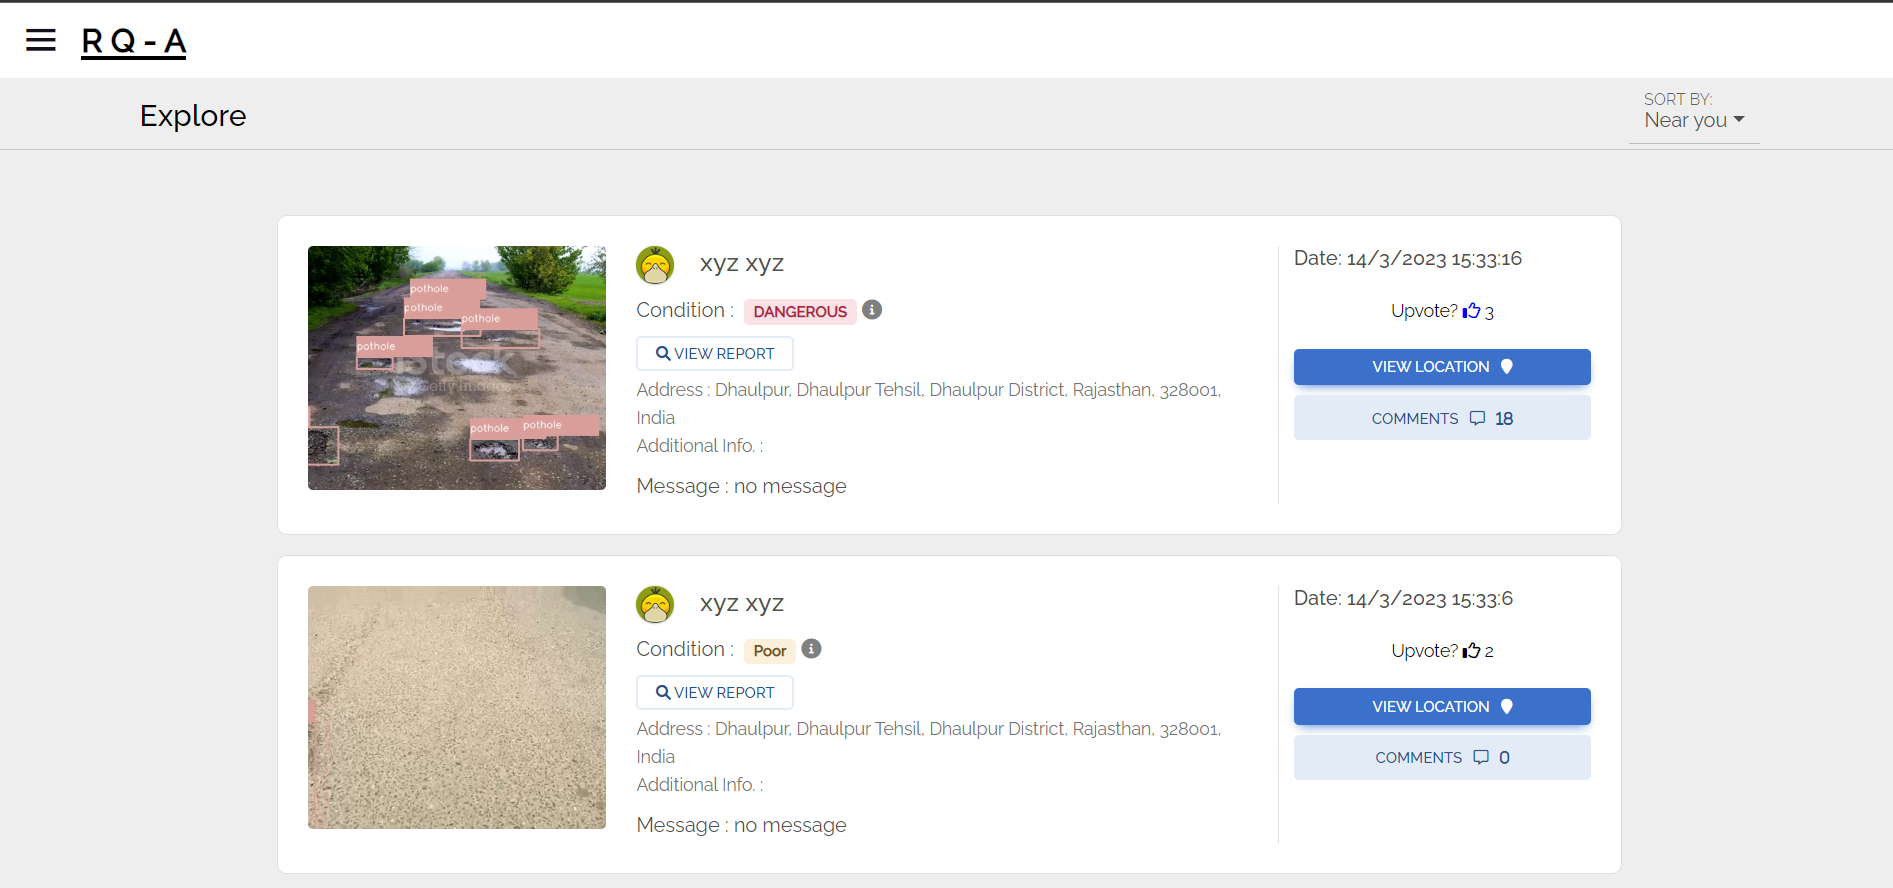 RQ-A
Explore
SORT BY:
Near you
pothole
pothole
pothole
pothole
iStock
Getty Images
pothole
pothole
xyz xyz
Condition : DANGEROUS
VIEW REPORT
Address : Dhaulpur, Dhaulpur Tehsil, Dhaulpur District, Rajasthan, 328001,
India
Additional Info. :
Message : no message
Date: 14/3/2023 15:33:16
Upvote? 3
VIEW LOCATION
COMMENTS 18
xyz xyz
Condition : Poor
VIEW REPORT
Address : Dhaulpur, Dhaulpur Tehsil, Dhaulpur District, Rajasthan, 328001,
India
Additional Info. :
Message : no message
Date: 14/3/2023 15:33:6
Upvote? 2
VIEW LOCATION
COMMENTS 0